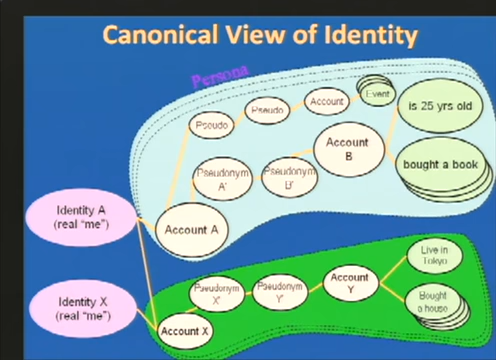 Canonical View of Identity
Persona
Pseudo
Pseudo
Account
Event
is 25 yrs old
Account
B
bought a book
Pseudonym
A'
Pseudonym
B'
Identity A
(real "me")
Account A
Live in
Tokyo
Identity X
(real "me")
Pseudonym
X'
Pseudonym
Y'
Account
Y
Bought
a house
Account X